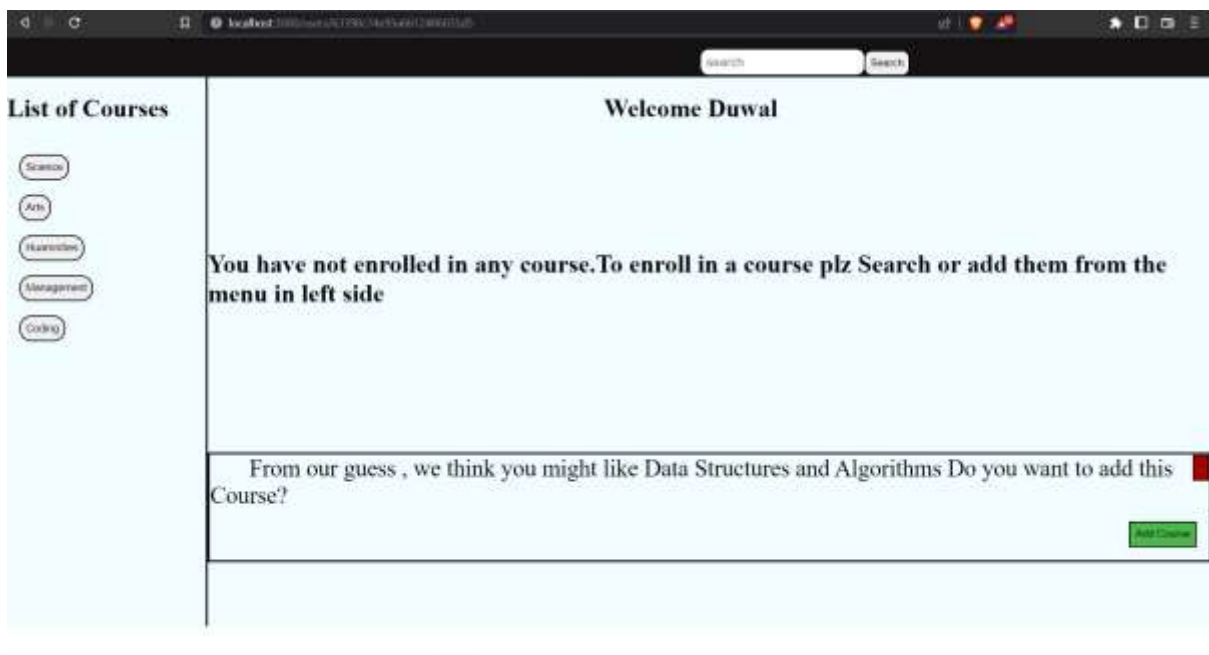 localhost
search
Search
List of Courses
Welcome Duwal
Science
Arts
Management
Coding
You have not enrolled in any course.To enroll in a course plz Search or add them from the
menu in left side
From our guess , we think you might like Data Structures and Algorithms Do you want to add this
Course?
Add Course